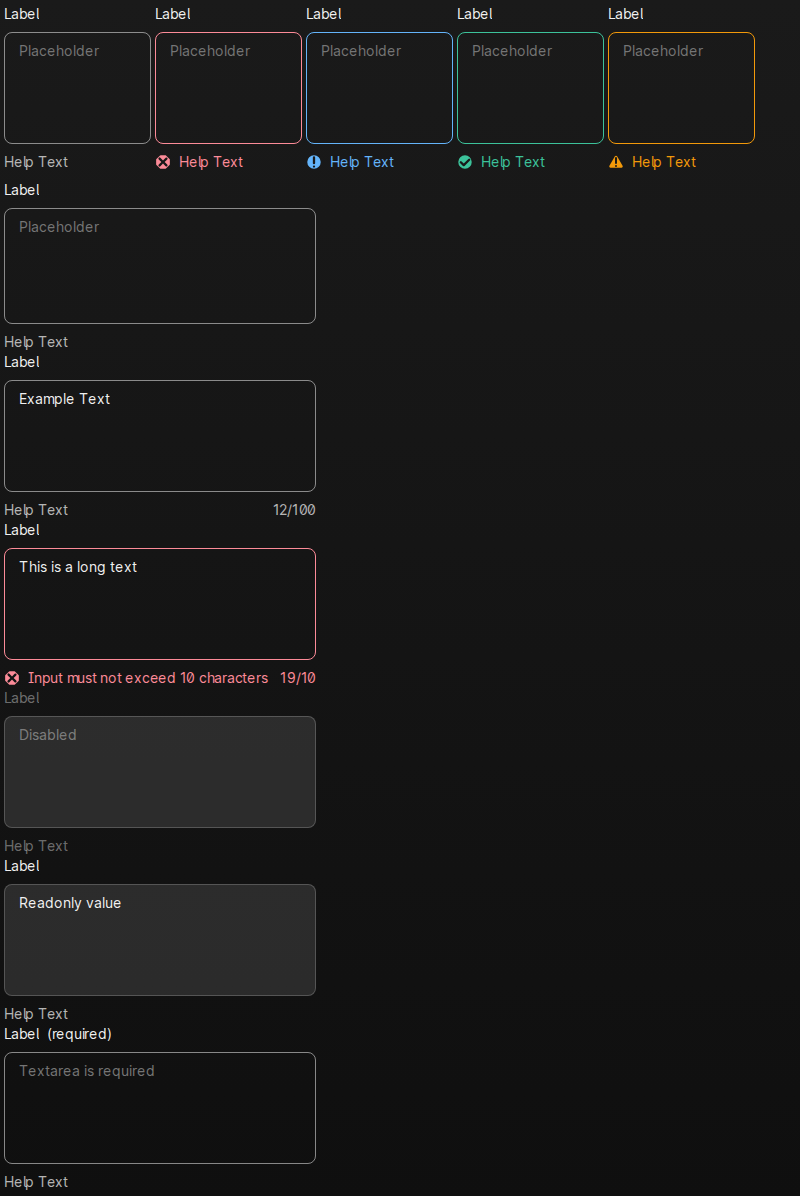 Label Label Label Label Label
Placeholder Placeholder Placeholder Placeholder Placeholder
Help Text Help Text Help Text Help Text Help Text
Label
Placeholder
Help Text
Label
Example Text
Help Text 12/100
Label
This is a long text
Input must not exceed 10 characters 19/10
Label
Disabled
Help Text
Label
Readonly value
Help Text
Label (required)
Textarea is required
Help Text